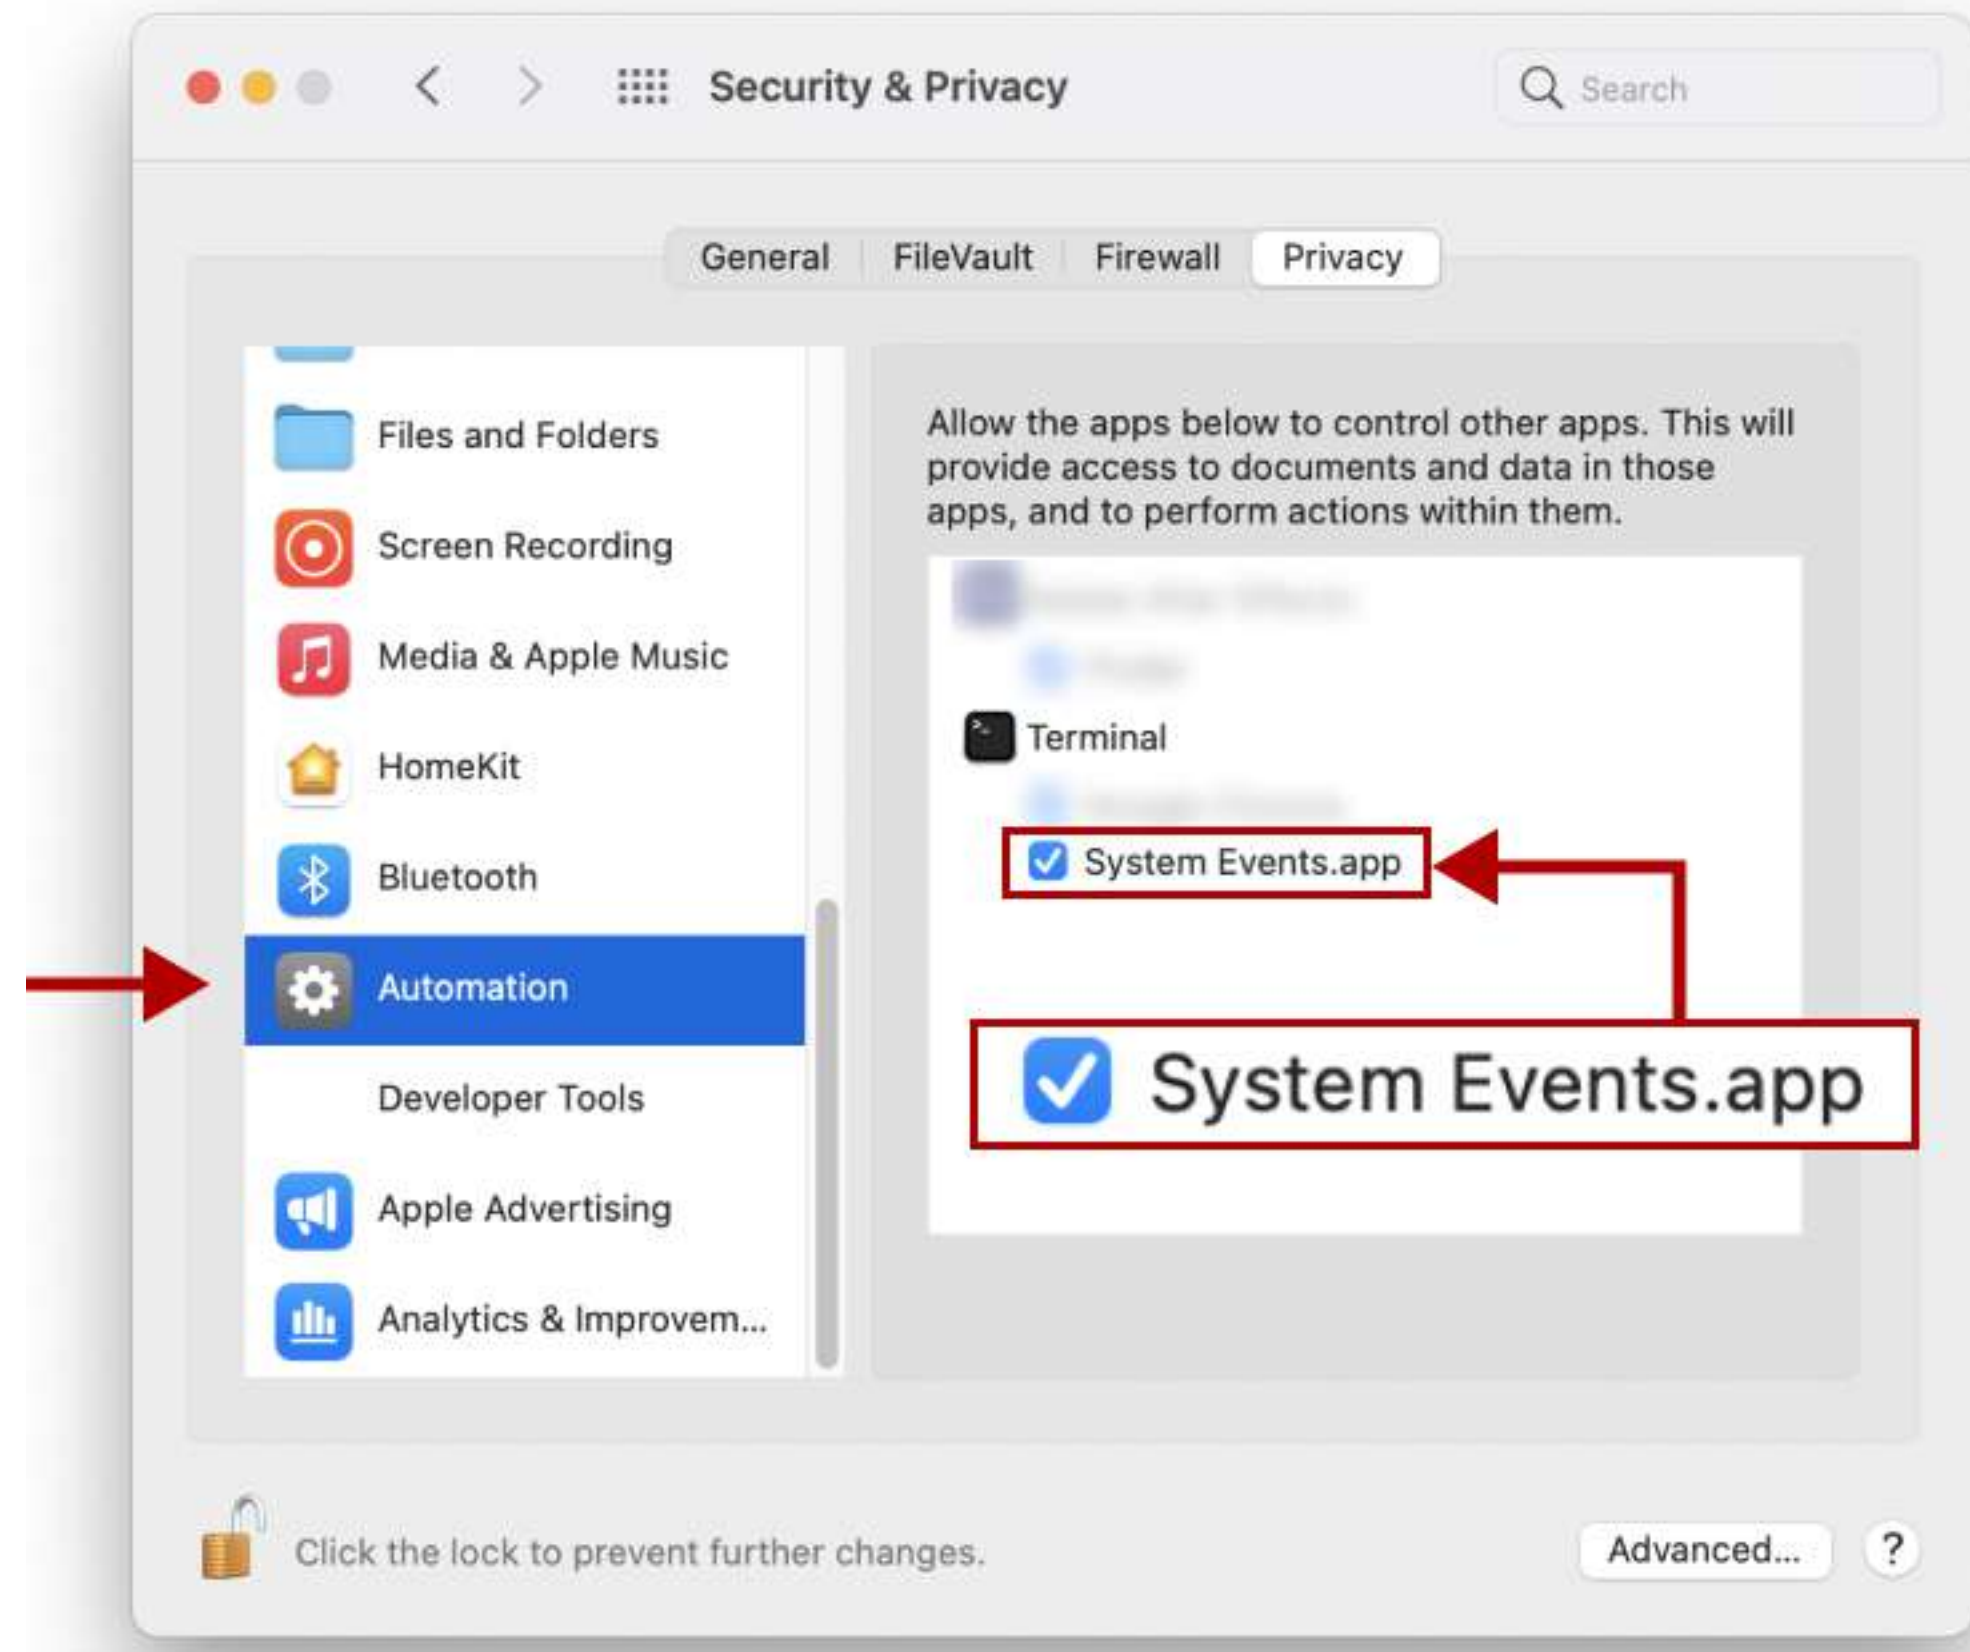 Security & Privacy
Search
General
FileVault
Firewall
Privacy
Files and Folders
Screen Recording
Media & Apple Music
HomeKit
Bluetooth
Automation
Developer Tools
Apple Advertising
Analytics & Improvem...
Allow the apps below to control other apps. This will
provide access to documents and data in those
apps, and to perform actions within them.
Terminal
System Events.app
System Events.app
Click the lock to prevent further changes.
Advanced...
?